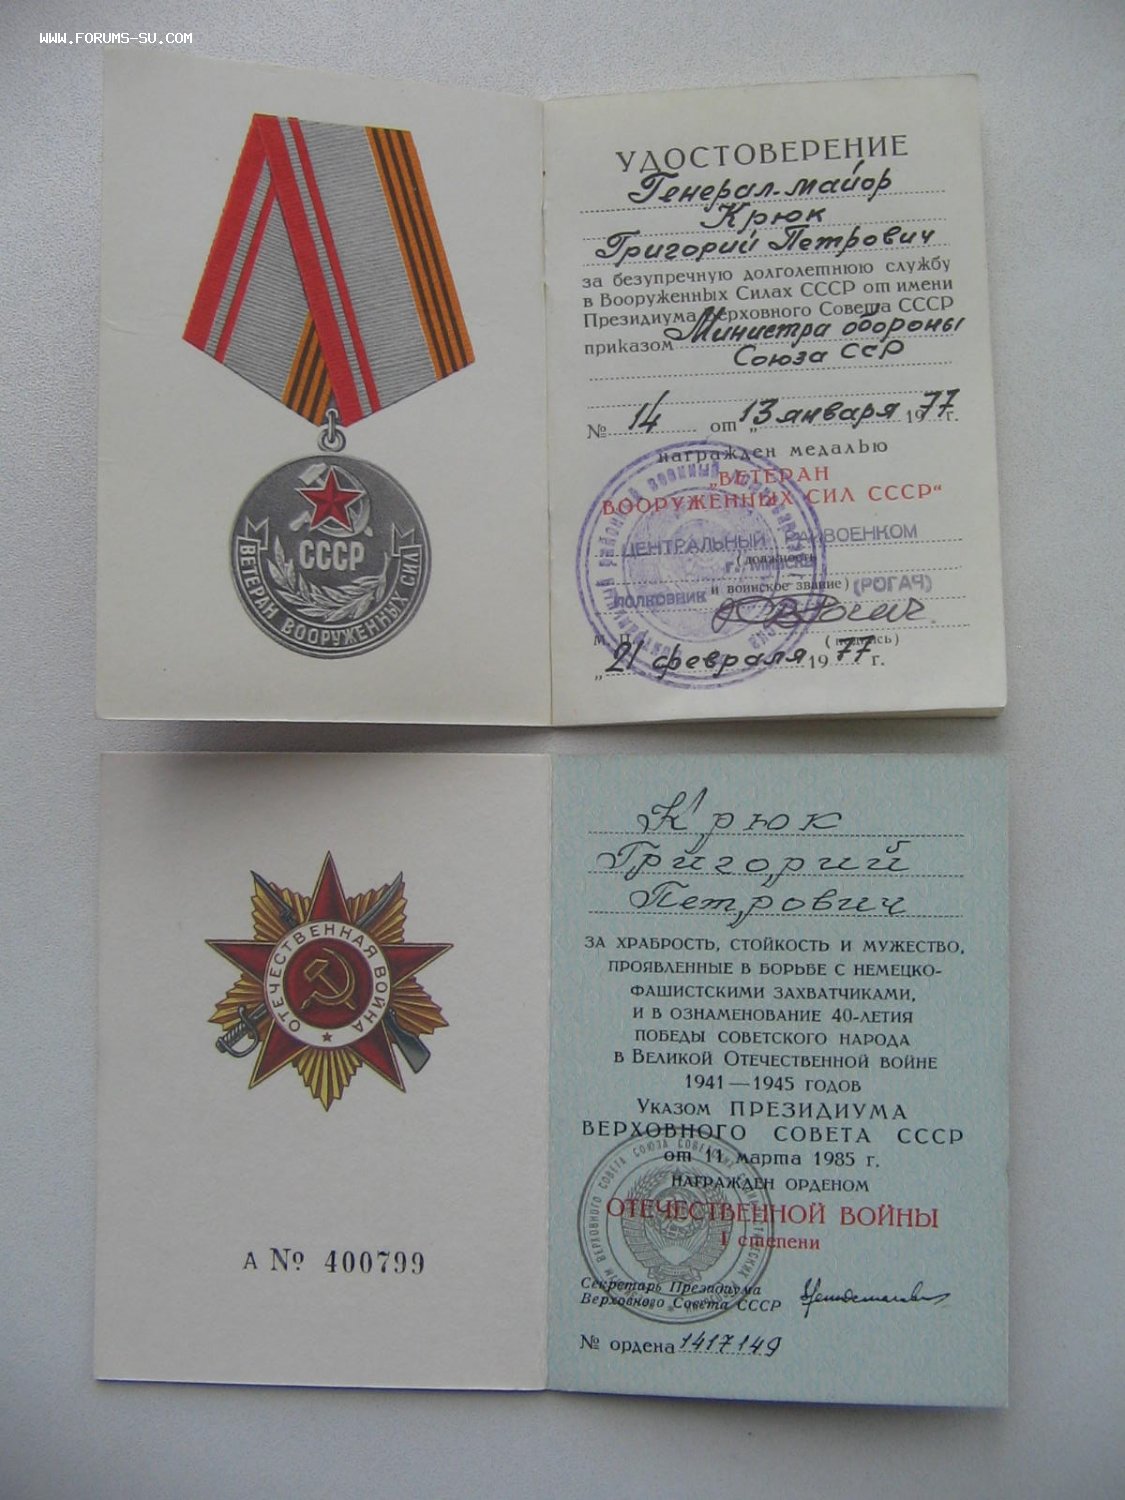 WWW.FORUMS-SU.COM
СССР
ВЕТЕРАН ВООРУЖЕННЫХ СИЛ
УДОСТОВЕРЕНИЕ
Генерал-майор
Крюк
Григорий Петрович
за безупречную долголетнюю службу
в Вооруженных Силах СССР от имени
Президиума Верховного Совета СССР
приказом Министра обороны
Союза ССР
№ 14 от „13 января 1977 г.
награжден медалью
„ВЕТЕРАН
ВООРУЖЕННЫХ СИЛ СССР“
ЦЕНТРАЛЬНЫЙ РАЙВОЕНКОМ
(должность
г. МИНСКА
ПОЛКОВНИК и воинское звание) (РОГАЧ)
М. П. (подпись)
„21 февраля 1977 г.
ОТЕЧЕСТВЕННАЯ ВОЙНА
А № 400799
Крюк
Григорий
Петрович
ЗА ХРАБРОСТЬ, СТОЙКОСТЬ И МУЖЕСТВО,
ПРОЯВЛЕННЫЕ В БОРЬБЕ С НЕМЕЦКО-
ФАШИСТСКИМИ ЗАХВАТЧИКАМИ,
И В ОЗНАМЕНОВАНИЕ 40-ЛЕТИЯ
ПОБЕДЫ СОВЕТСКОГО НАРОДА
В ВЕЛИКОЙ ОТЕЧЕСТВЕННОЙ ВОЙНЕ
1941—1945 ГОДОВ
УКАЗОМ ПРЕЗИДИУМА
ВЕРХОВНОГО СОВЕТА СССР
от 11 марта 1985 г.
НАГРАЖДЕН ОРДЕНОМ
ОТЕЧЕСТВЕННОЙ ВОЙНЫ
I степени
Секретарь Президиума
Верховного Совета СССР
№ ордена 1417149